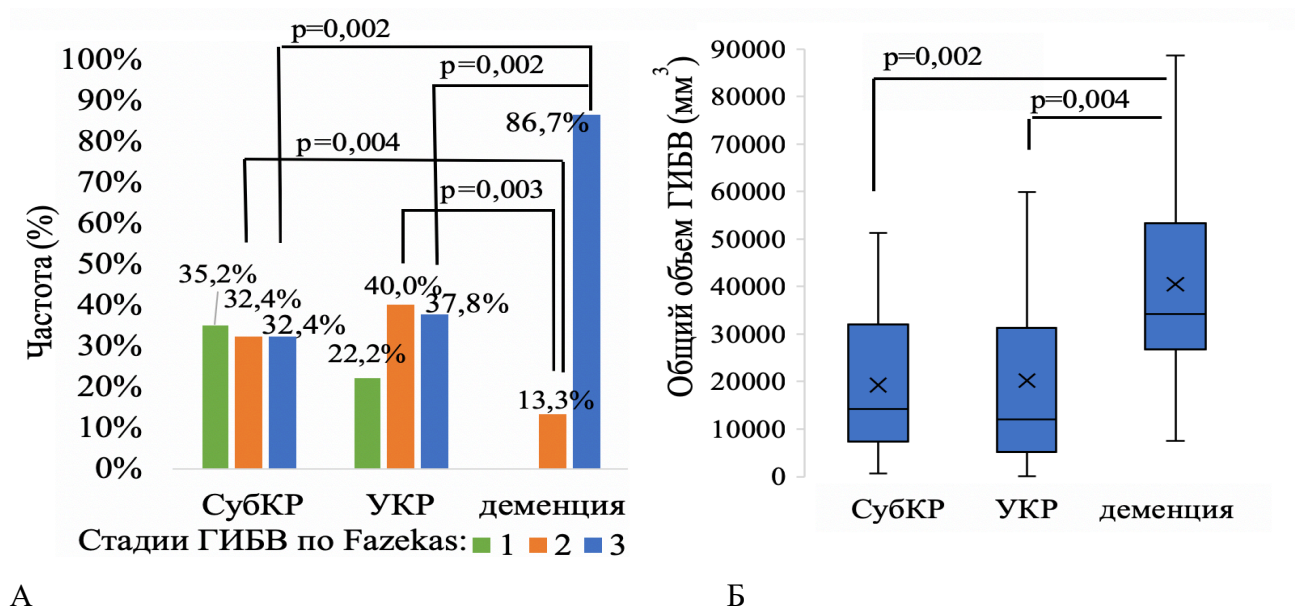 p=0,002
100%
90%
80%
70%
60%
50%
40%
30%
20%
10%
0%
Частота (%)
p=0,002
86,7%
p=0,004
p=0,003
35,2%
32,4%
32,4%
40,0%
37,8%
22,2%
13,3%
СубКР УКР деменция
Стадии ГИБВ по Fazekas: 1 2 3
А
90000
80000
70000
60000
50000
40000
30000
20000
10000
0
Общий объем ГИБВ (мм³)
p=0,002
p=0,004
СубКР УКР деменция
Б